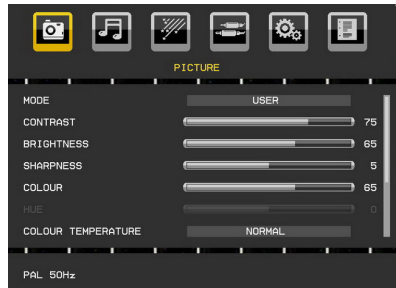 PICTURE
MODE USER
CONTRAST 75
BRIGHTNESS 65
SHARPNESS 5
COLOUR 65
HUE 0
COLOUR TEMPERATURE NORMAL
PAL 50Hz